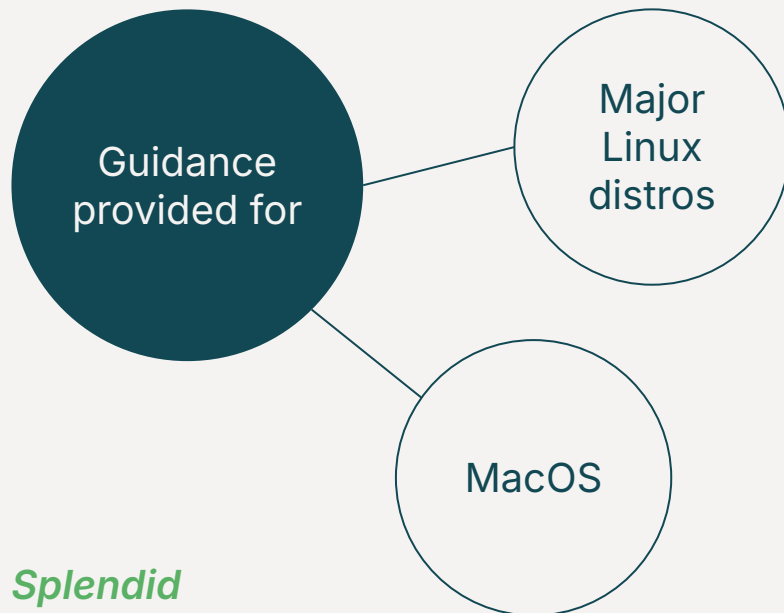 Guidance
provided for
Major
Linux
distros
MacOS
Splendid